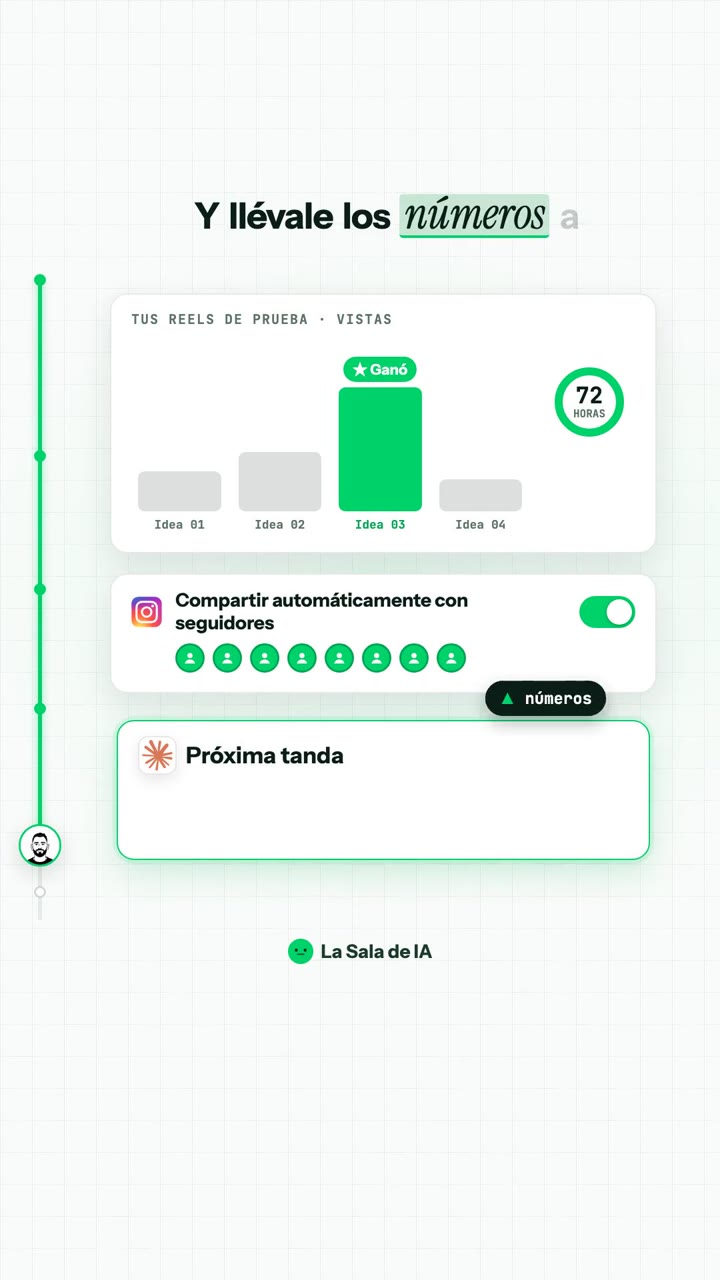 Y llévale los números a
TUS REELS DE PRUEBA · VISTAS
★ Ganó
72
HORAS
Idea 01 Idea 02 Idea 03 Idea 04
Compartir automáticamente con
seguidores
▲ números
Próxima tanda
La Sala de IA